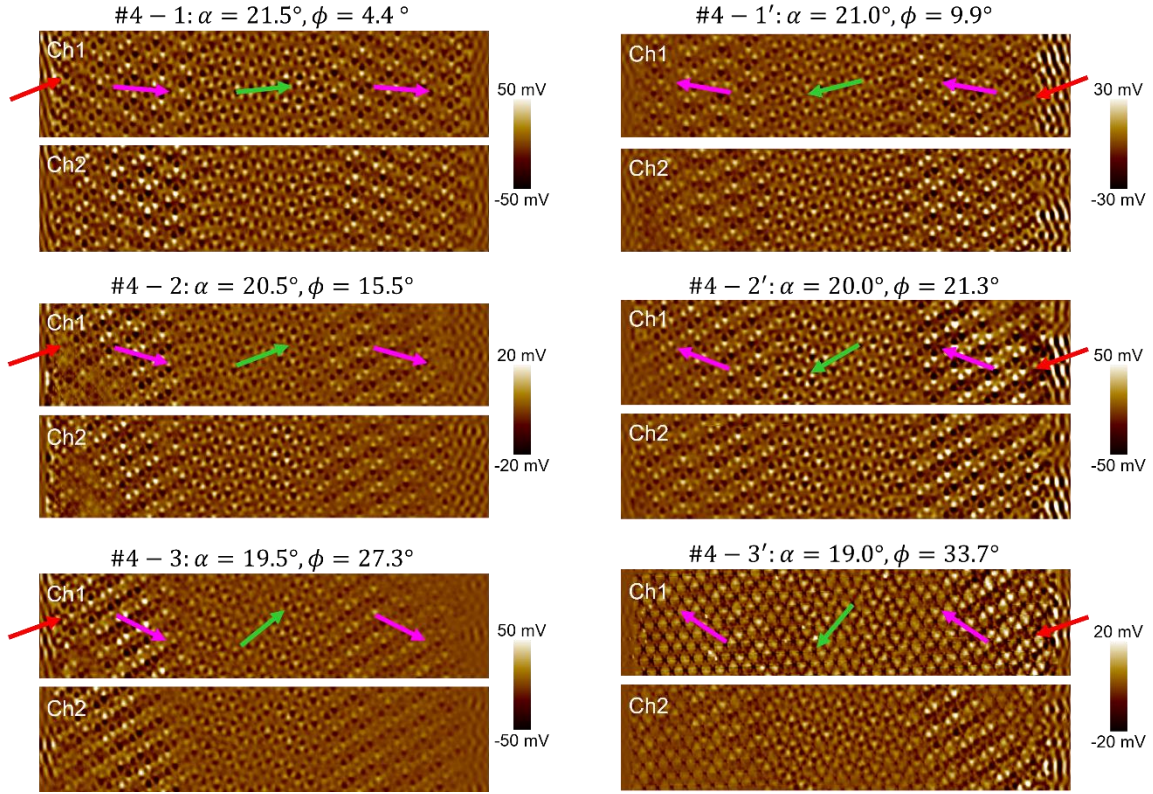 #4 − 1: α = 21.5°, ϕ = 4.4 °
Ch1
50 mV
-50 mV
Ch2
#4 − 1′: α = 21.0°, ϕ = 9.9°
Ch1
30 mV
-30 mV
Ch2
#4 − 2: α = 20.5°, ϕ = 15.5°
Ch1
20 mV
-20 mV
Ch2
#4 − 2′: α = 20.0°, ϕ = 21.3°
Ch1
50 mV
-50 mV
Ch2
#4 − 3: α = 19.5°, ϕ = 27.3°
Ch1
50 mV
-50 mV
Ch2
#4 − 3′: α = 19.0°, ϕ = 33.7°
Ch1
20 mV
-20 mV
Ch2